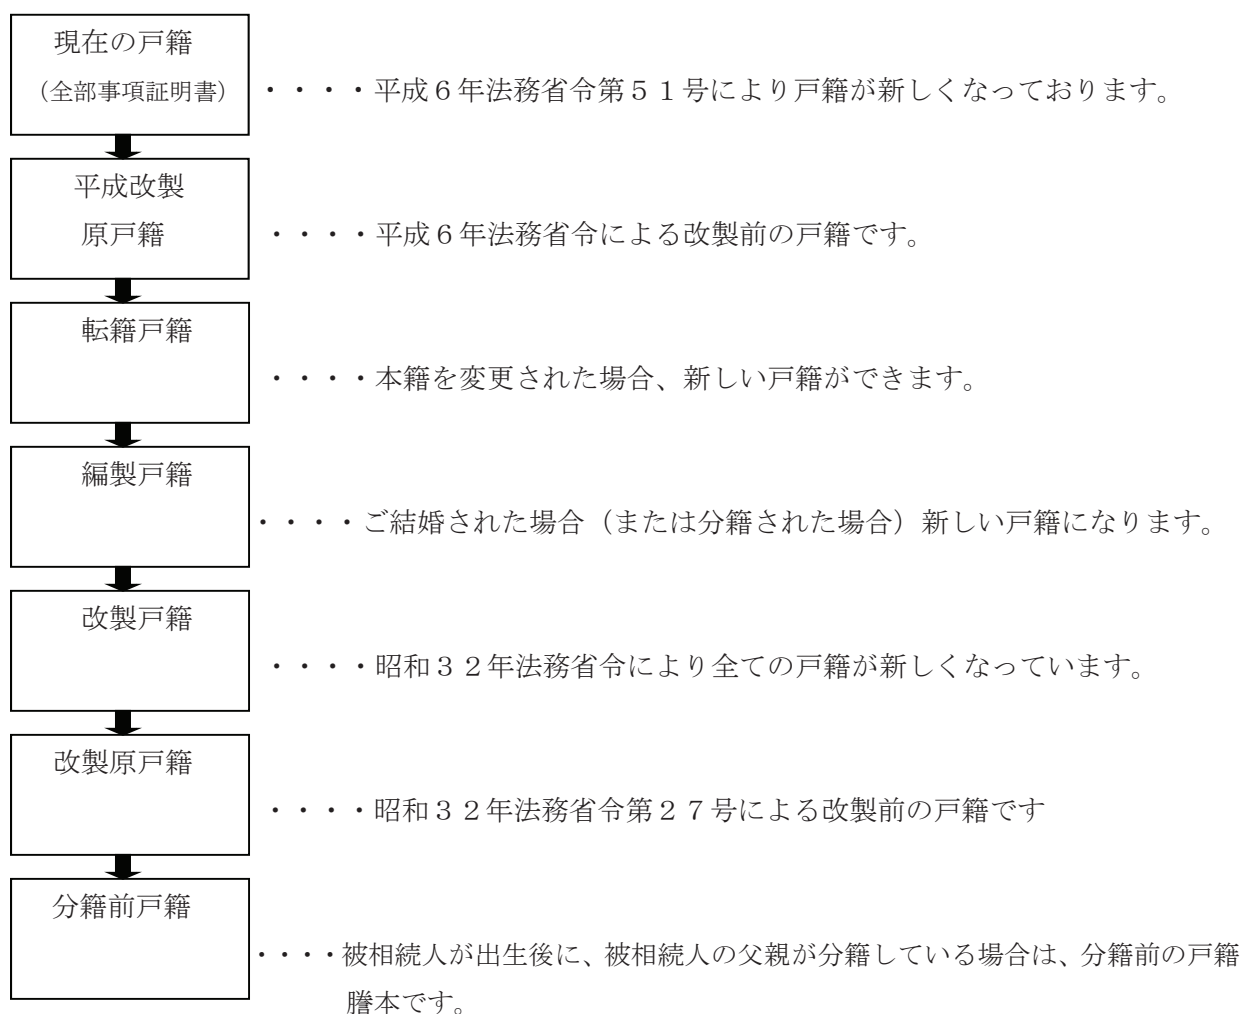 現在の戸籍
(全部事項証明書)
・・・・平成6年法務省令第51号により戸籍が新しくなっております。
平成改製
原戸籍
・・・・平成6年法務省令による改製前の戸籍です。
転籍戸籍
・・・・本籍を変更された場合、新しい戸籍ができます。
編製戸籍
・・・・ご結婚された場合(または分籍された場合)新しい戸籍になります。
改製戸籍
・・・・昭和32年法務省令により全ての戸籍が新しくなっています。
改製原戸籍
・・・・昭和32年法務省令第27号による改製前の戸籍です
分籍前戸籍
・・・・被相続人が出生後に、被相続人の父親が分籍している場合は、分籍前の戸籍
謄本です。